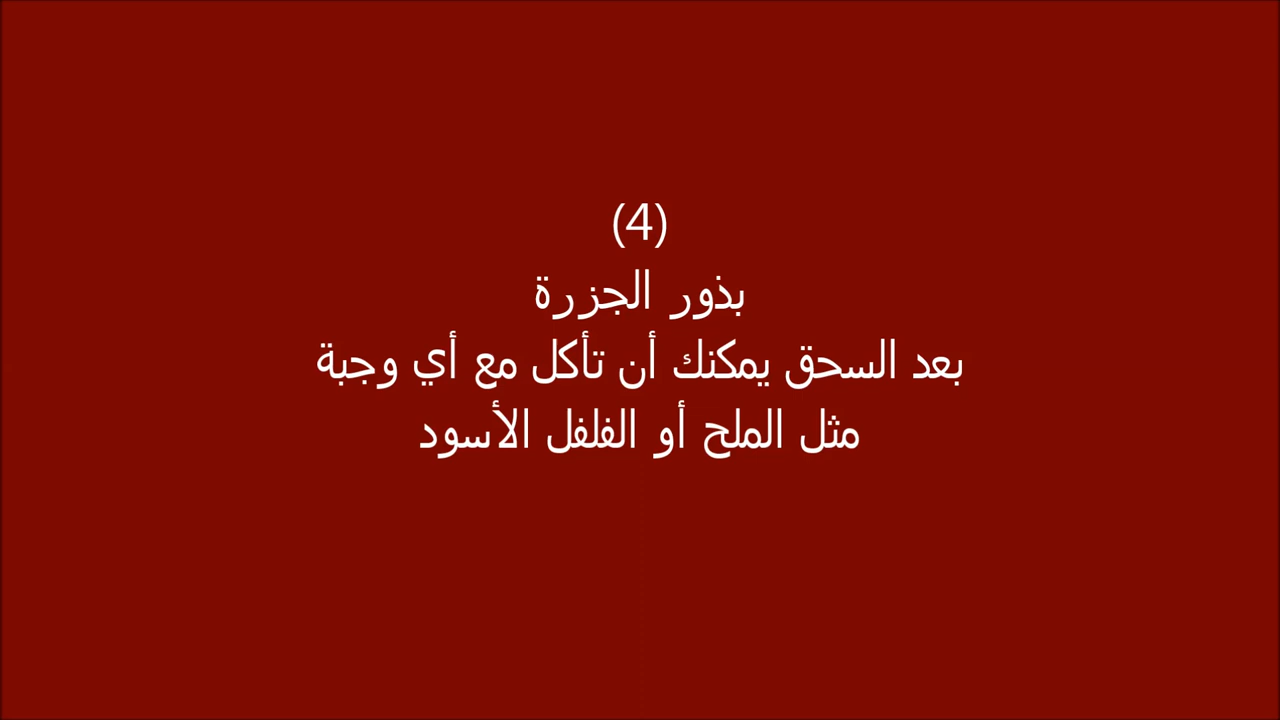 (4)
بذور الجزرة
بعد السحق يمكنك أن تأكل مع أي وجبة
مثل الملح أو الفلفل الأسود